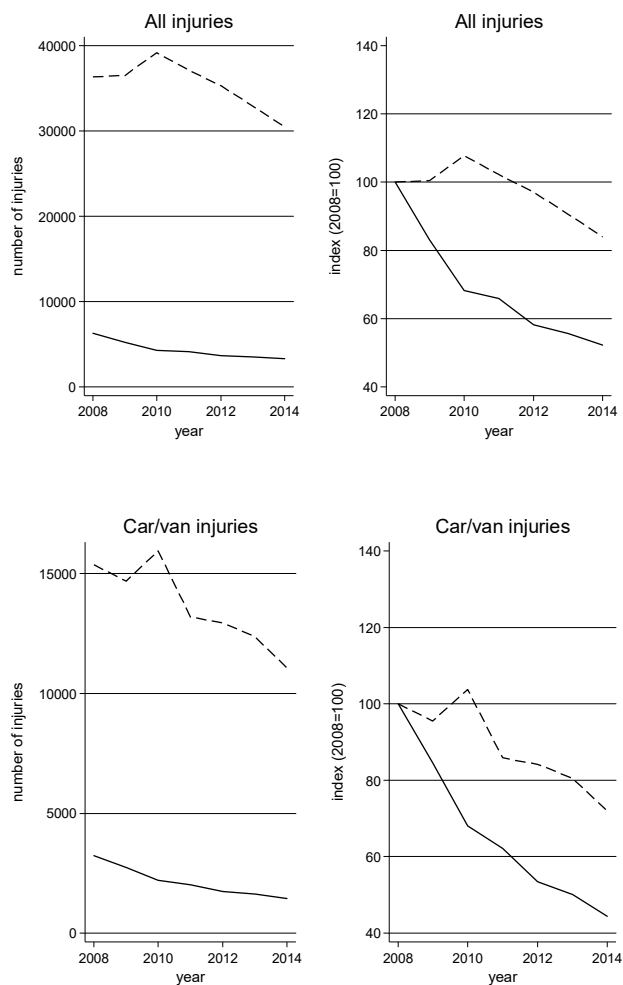 All injuries
40000
30000
20000
10000
0
number of injuries
2008 2010 2012 2014
year
All injuries
140
120
100
80
60
40
index (2008=100)
2008 2010 2012 2014
year
Car/van injuries
15000
10000
5000
0
number of injuries
2008 2010 2012 2014
year
Car/van injuries
140
120
100
80
60
40
index (2008=100)
2008 2010 2012 2014
year